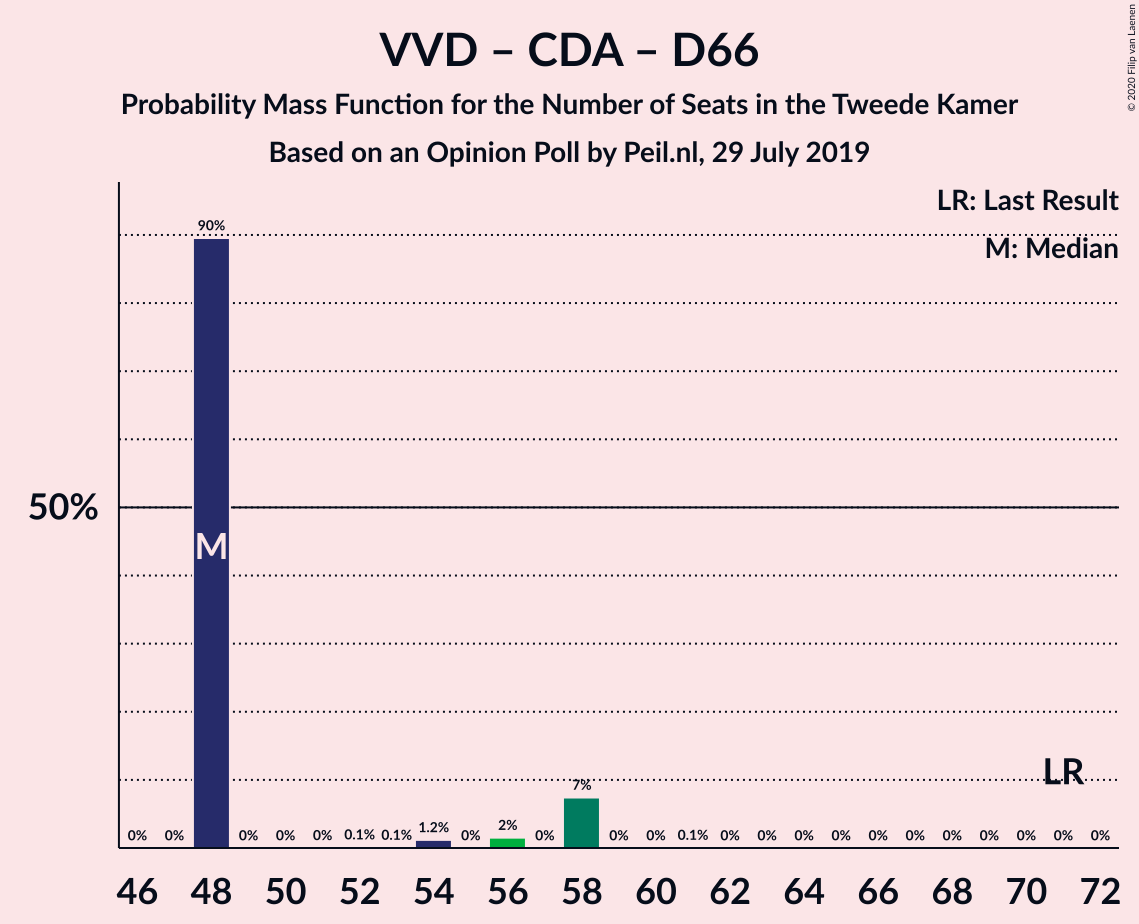 © 2020 Filip van Laenen
VVD – CDA – D66
Probability Mass Function for the Number of Seats in the Tweede Kamer
Based on an Opinion Poll by Peil.nl, 29 July 2019
LR: Last Result
M: Median
90%
50%
M
LR
0% 0% 0% 0% 0% 0.1% 0.1% 1.2% 0% 2% 0% 7% 0% 0% 0.1% 0% 0% 0% 0% 0% 0% 0% 0% 0% 0% 0%
46 48 50 52 54 56 58 60 62 64 66 68 70 72